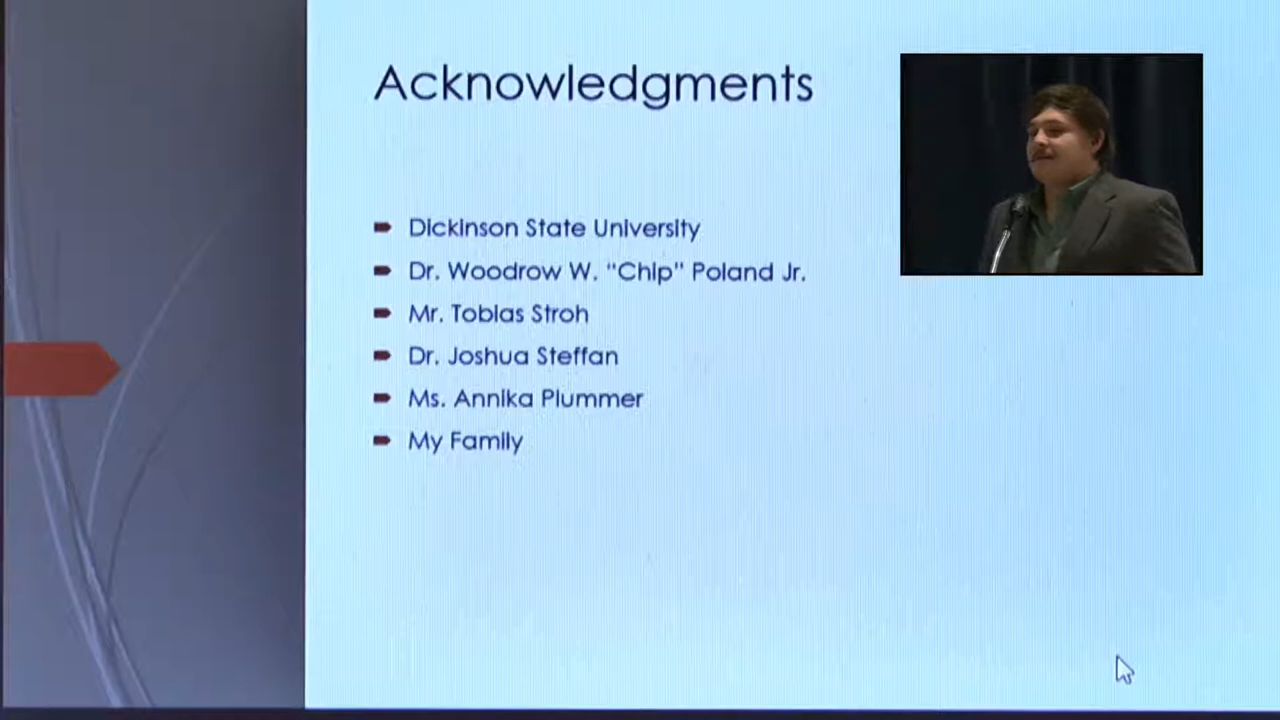 Acknowledgments
Dickinson State University
Dr. Woodrow W. “Chip” Poland Jr.
Mr. Tobias Stroh
Dr. Joshua Steffan
Ms. Annika Plummer
My Family